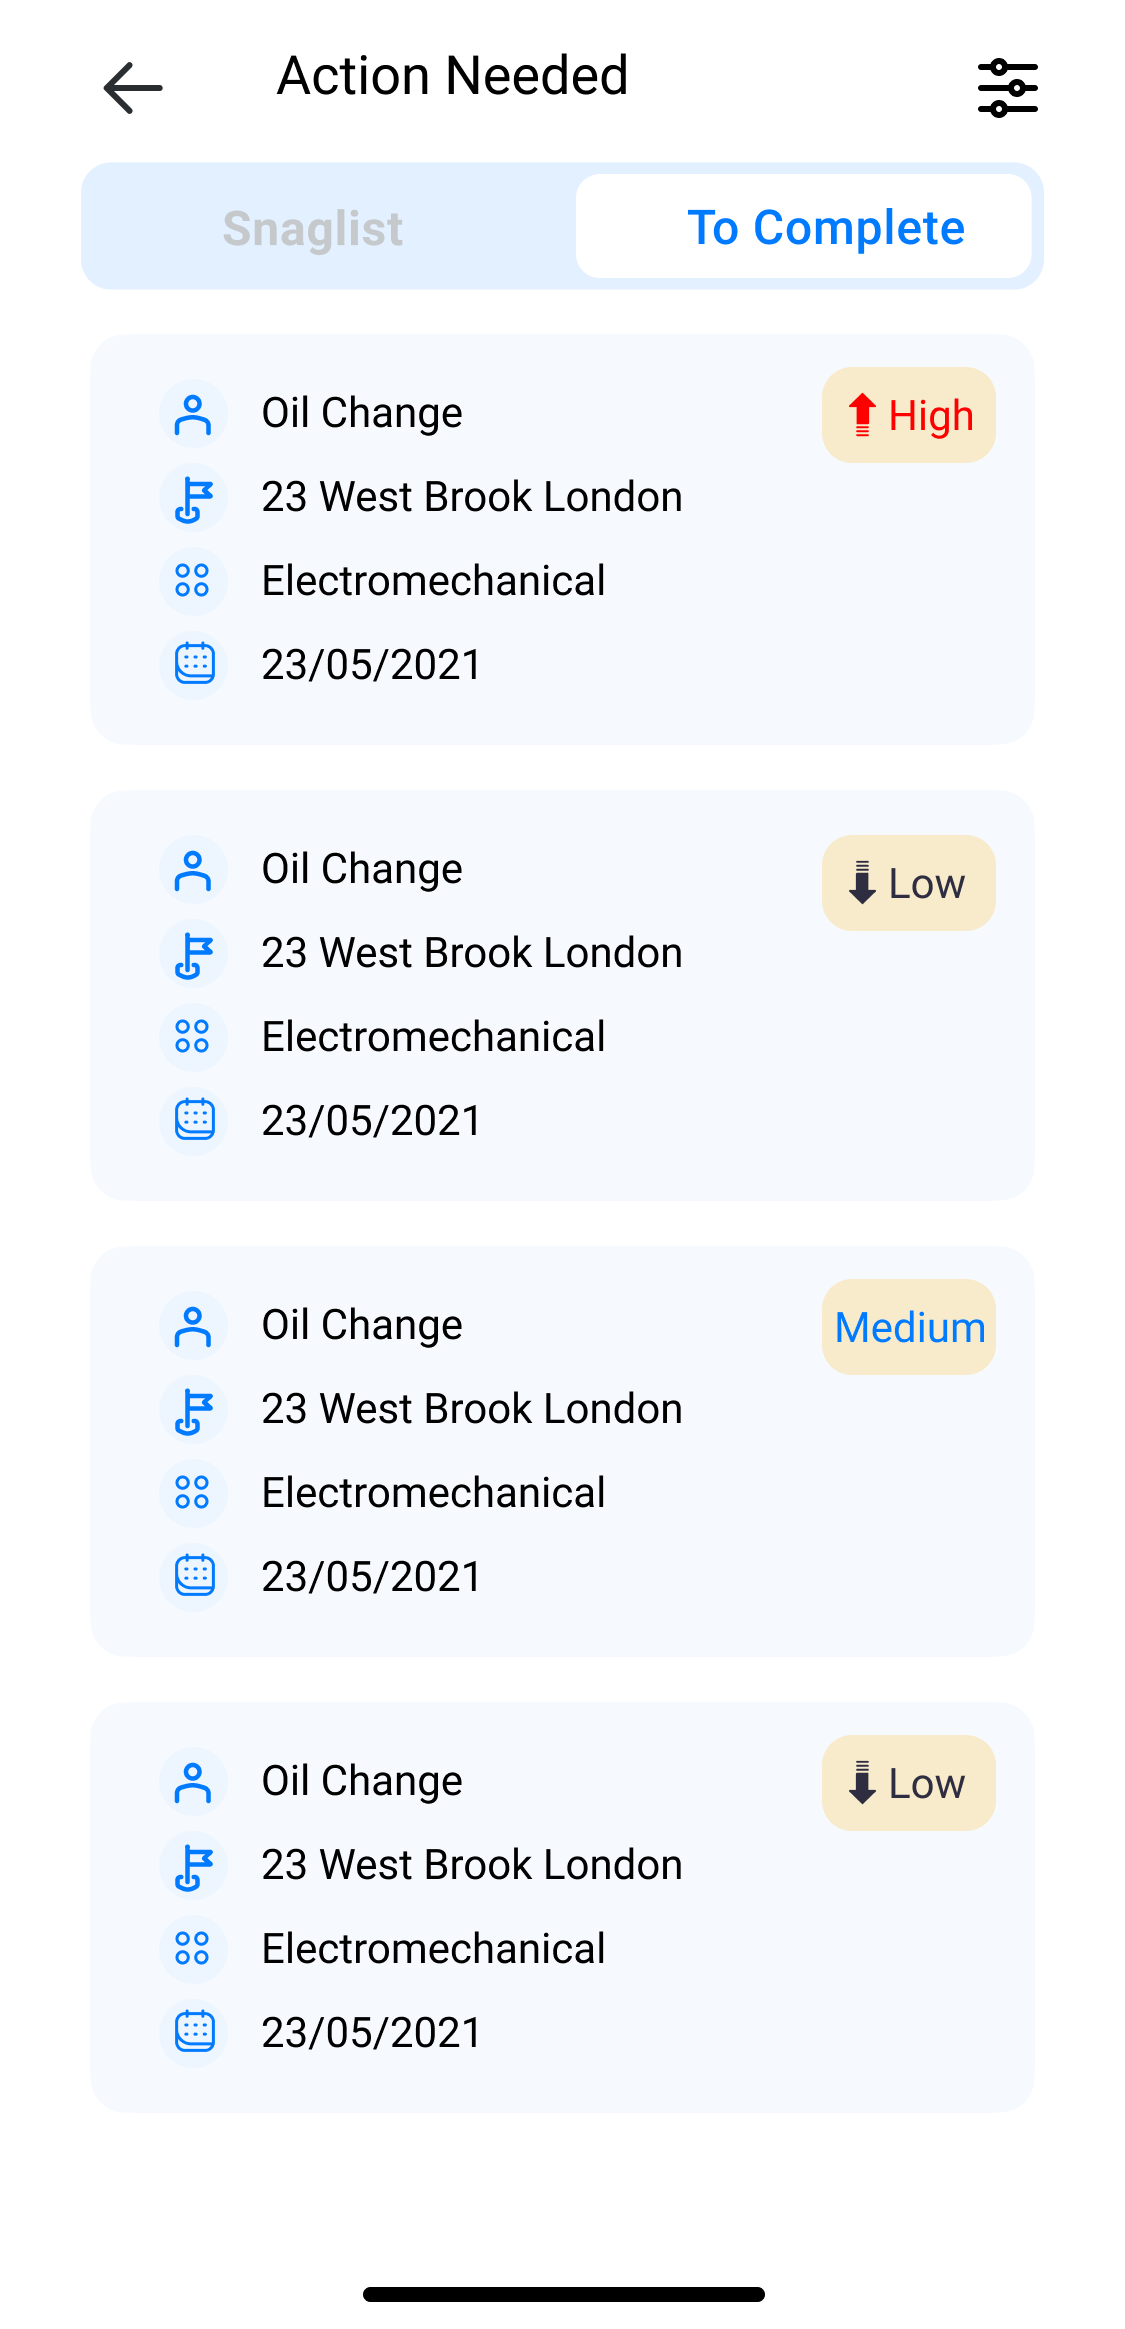 Action Needed
Snaglist
To Complete
Oil Change
High
23 West Brook London
Electromechanical
23/05/2021
Oil Change
Low
23 West Brook London
Electromechanical
23/05/2021
Oil Change
Medium
23 West Brook London
Electromechanical
23/05/2021
Oil Change
Low
23 West Brook London
Electromechanical
23/05/2021